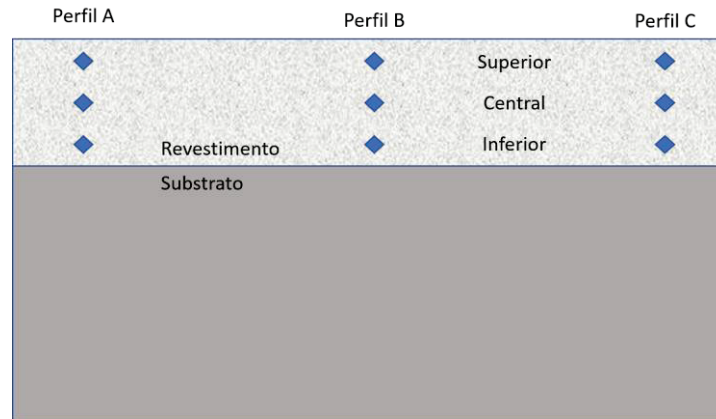 Perfil A
Perfil B
Perfil C
Superior
Central
Inferior
Revestimento
Substrato